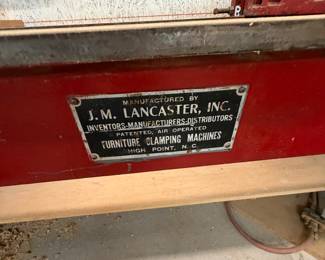 MANUFACTURED BY
J. M. LANCASTER, INC.
INVENTORS-MANUFACTURERS-DISTRIBUTORS
PATENTED, AIR OPERATED
FURNITURE CLAMPING MACHINES
HIGH POINT, N. C.